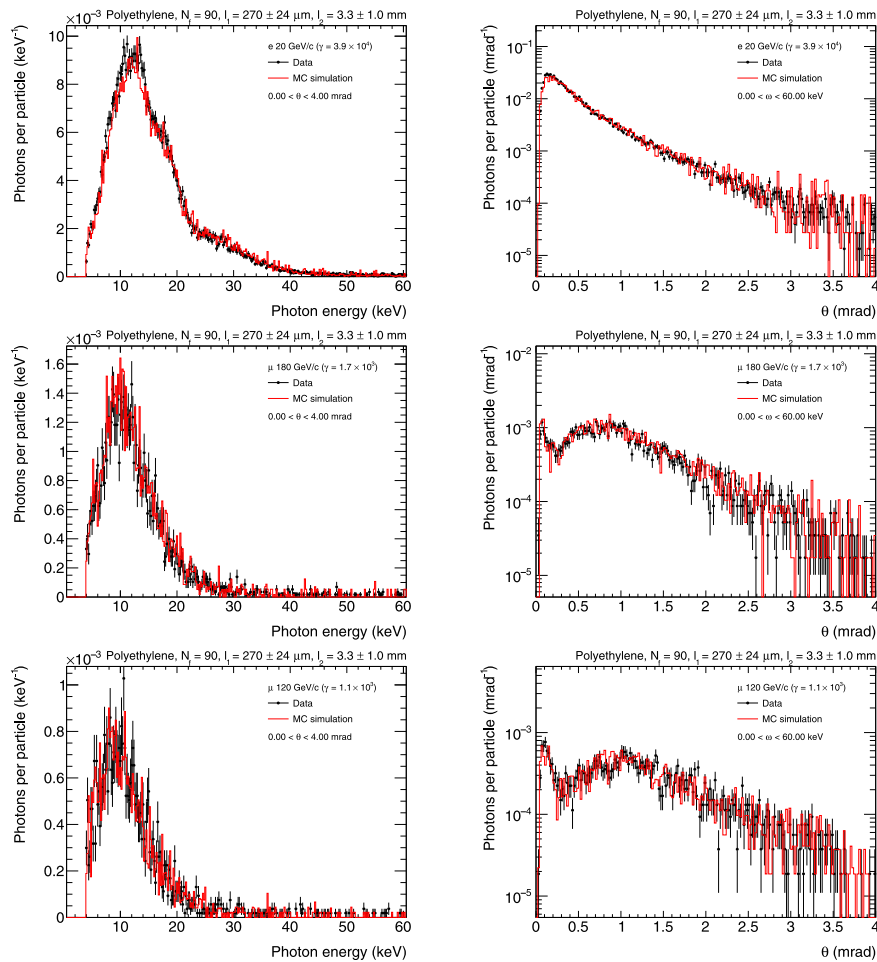 ×10⁻³ Polyethylene, N_f = 90, l₁ = 270 ± 24 μm, l₂ = 3.3 ± 1.0 mm
Photons per particle (keV⁻¹)
e 20 GeV/c (γ = 3.9 × 10⁴)
Data
MC simulation
0.00 < θ < 4.00 mrad
10
8
6
4
2
0
10 20 30 40 50 60
Photon energy (keV)
Polyethylene, N_f = 90, l₁ = 270 ± 24 μm, l₂ = 3.3 ± 1.0 mm
Photons per particle (mrad⁻¹)
e 20 GeV/c (γ = 3.9 × 10⁴)
Data
MC simulation
0.00 < ω < 60.00 keV
10⁻¹
10⁻²
10⁻³
10⁻⁴
10⁻⁵
0 0.5 1 1.5 2 2.5 3 3.5 4
θ (mrad)
×10⁻³ Polyethylene, N_f = 90, l₁ = 270 ± 24 μm, l₂ = 3.3 ± 1.0 mm
Photons per particle (keV⁻¹)
μ 180 GeV/c (γ = 1.7 × 10³)
Data
MC simulation
0.00 < θ < 4.00 mrad
1.6
1.4
1.2
1
0.8
0.6
0.4
0.2
0
10 20 30 40 50 60
Photon energy (keV)
Polyethylene, N_f = 90, l₁ = 270 ± 24 μm, l₂ = 3.3 ± 1.0 mm
Photons per particle (mrad⁻¹)
μ 180 GeV/c (γ = 1.7 × 10³)
Data
MC simulation
0.00 < ω < 60.00 keV
10⁻²
10⁻³
10⁻⁴
10⁻⁵
0 0.5 1 1.5 2 2.5 3 3.5 4
θ (mrad)
×10⁻³ Polyethylene, N_f = 90, l₁ = 270 ± 24 μm, l₂ = 3.3 ± 1.0 mm
Photons per particle (keV⁻¹)
μ 120 GeV/c (γ = 1.1 × 10³)
Data
MC simulation
0.00 < θ < 4.00 mrad
1
0.8
0.6
0.4
0.2
0
10 20 30 40 50 60
Photon energy (keV)
Polyethylene, N_f = 90, l₁ = 270 ± 24 μm, l₂ = 3.3 ± 1.0 mm
Photons per particle (mrad⁻¹)
μ 120 GeV/c (γ = 1.1 × 10³)
Data
MC simulation
0.00 < ω < 60.00 keV
10⁻³
10⁻⁴
10⁻⁵
0 0.5 1 1.5 2 2.5 3 3.5 4
θ (mrad)